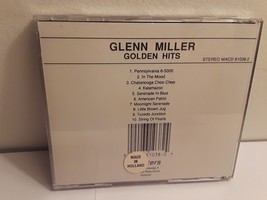 GLENN MILLER
GOLDEN HITS
STEREO MACD 61038-2
1. Pennsylvania 6-5000
2. In The Mood
3. Chatanooga Choo Choo
4. Kalamazoo
5. Serenade In Blue
6. American Patrol
7. Moonlight Serenade
8. Little Brown Jug
9. Tuxedo Junction
10. String Of Pearls
MADE
IN
HOLLAND